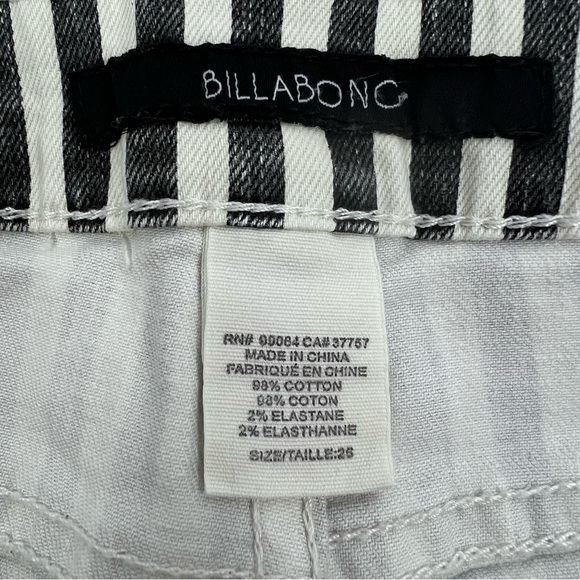 BILLABONG
RN# 99064 CA# 37757
MADE IN CHINA
FABRIQUÉ EN CHINE
98% COTTON
98% COTON
2% ELASTANE
2% ELASTHANNE
SIZE/TAILLE:26